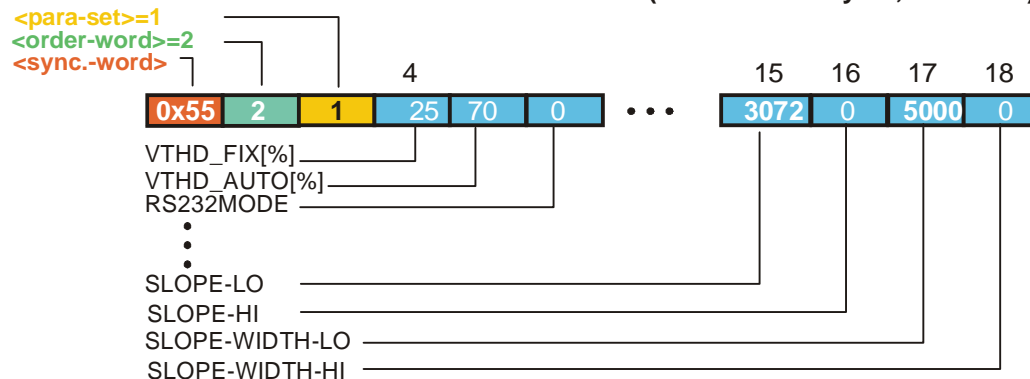 <para-set>=1
<order-word>=2
<sync.-word>
4 15 16 17 18
0x55 2 1 25 70 0 ••• 3072 0 5000 0
VTHD_FIX[%]
VTHD_AUTO[%]
RS232MODE
SLOPE-LO
SLOPE-HI
SLOPE-WIDTH-LO
SLOPE-WIDTH-HI